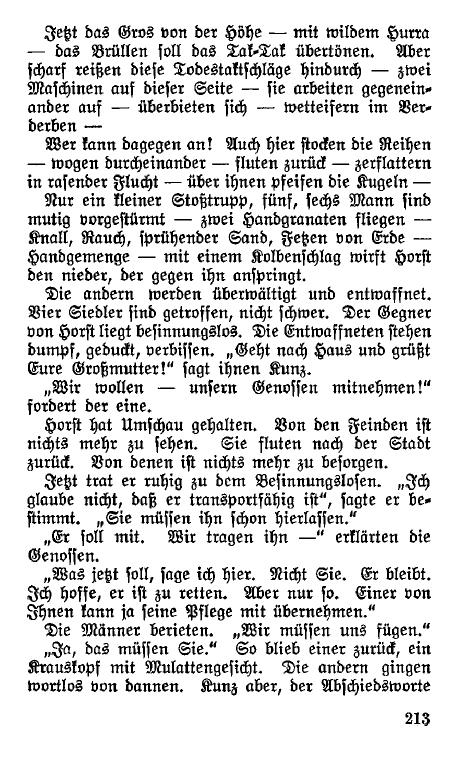 Jetzt das Gros von der Höhe — mit wildem Hurra
— das Brüllen soll das Tak-Tak übertönen. Aber
scharf reißen diese Todestaktschläge hindurch — zwei
Maschinen auf dieser Seite — sie arbeiten gegenein-
ander auf — überbieten sich — wetteifern im Ver-
derben —
Wer kann dagegen an! Auch hier stocken die Reihen
— wogen durcheinander — fluten zurück — zerflattern
in rasender Flucht — über ihnen pfeifen die Kugeln —
Nur ein kleiner Stoßtrupp, fünf, sechs Mann sind
mutig vorgestürmt — zwei Handgranaten fliegen —
Knall, Rauch, sprühender Sand, Fetzen von Erde —
Handgemenge — mit einem Kolbenschlag wirft Horst
den nieder, der gegen ihn anspringt.
Die andern werden überwältigt und entwaffnet.
Vier Siedler sind getroffen, nicht schwer. Der Gegner
von Horst liegt besinnungslos. Die Entwaffneten stehen
dumpf, geduckt, verbissen. „Geht nach Haus und grüßt
Eure Großmutter!“ sagt ihnen Kunz.
„Wir wollen — unsern Genossen mitnehmen!“
fordert der eine.
Horst hat Umschau gehalten. Von den Feinden ist
nichts mehr zu sehen. Sie fluten nach der Stadt
zurück. Von denen ist nichts mehr zu besorgen.
Jetzt trat er ruhig zu dem Besinnungslosen. „Ich
glaube nicht, daß er transportfähig ist“, sagte er be-
stimmt. „Sie müssen ihn schon hierlassen.“
„Er soll mit. Wir tragen ihn —“ erklärten die
Genossen.
„Was jetzt soll, sage ich hier. Nicht Sie. Er bleibt.
Ich hoffe, er ist zu retten. Aber nur so. Einer von
Ihnen kann ja seine Pflege mit übernehmen.“
Die Männer berieten. „Wir müssen uns fügen.“
„Ja, das müssen Sie.“ So blieb einer zurück, ein
Krauskopf mit Mulattengesicht. Die andern gingen
wortlos von dannen. Kunz aber, der Abschiedsworte
213